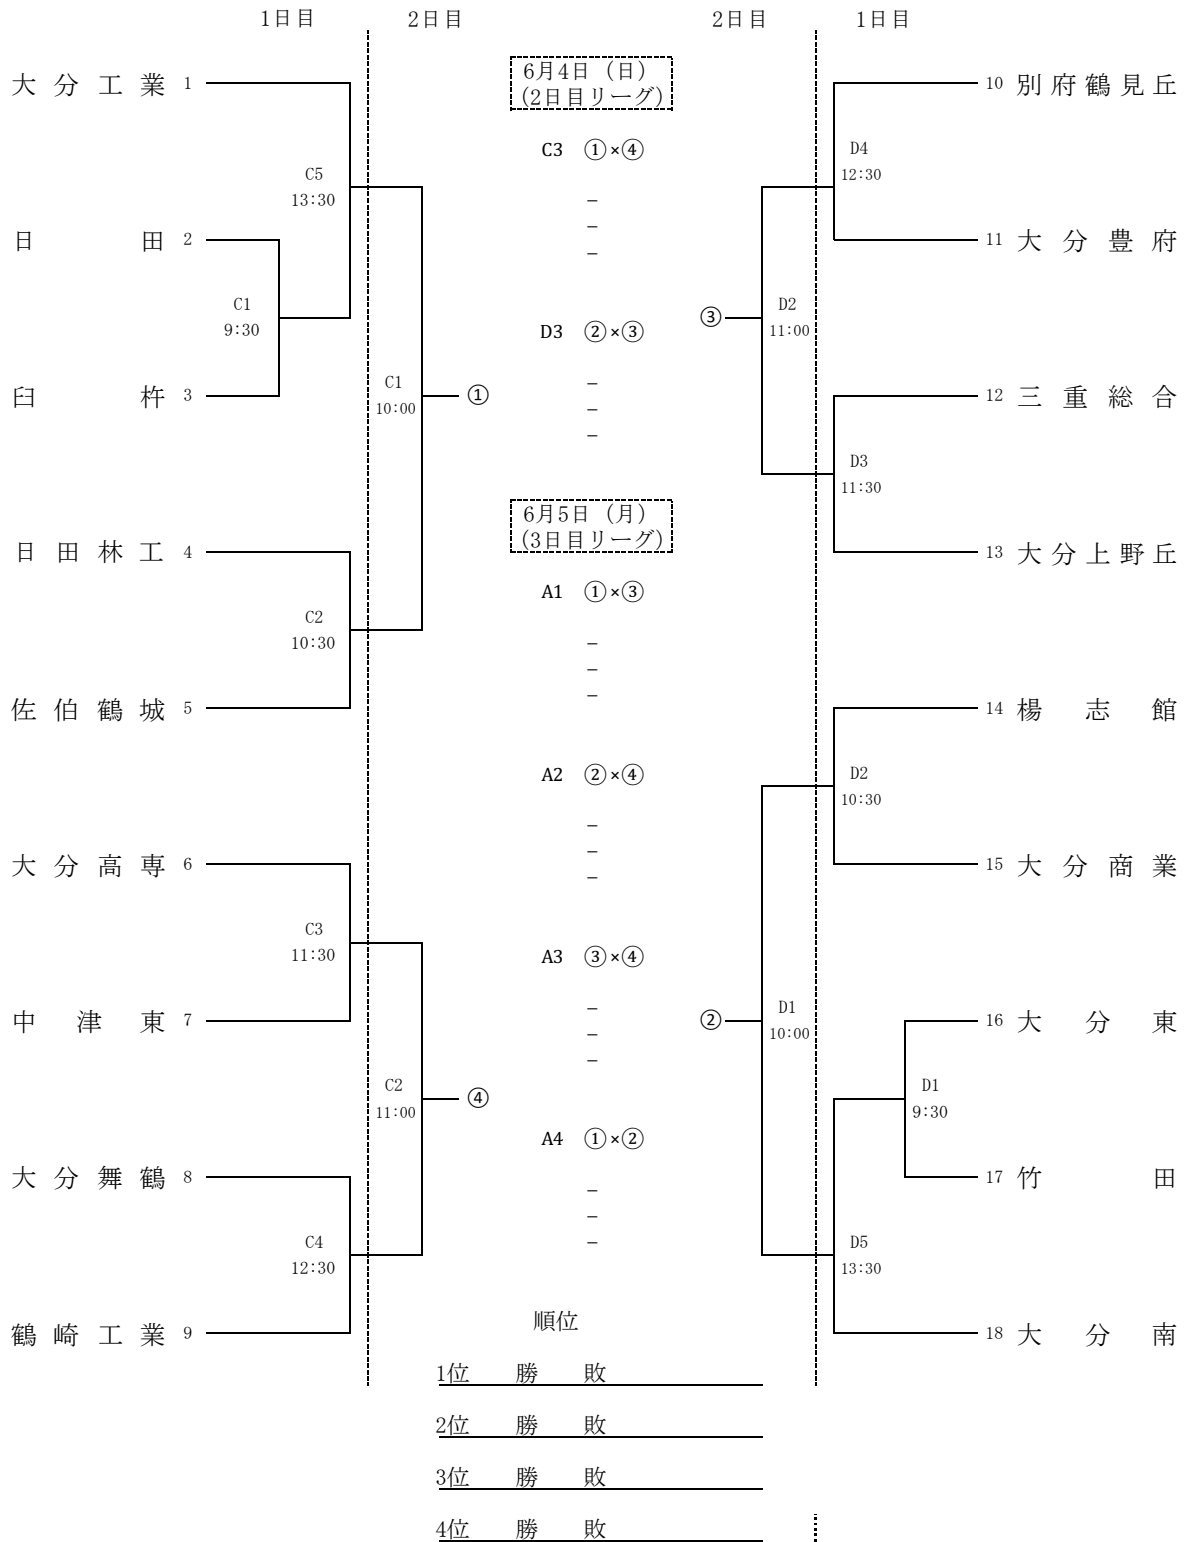 1日目
2日目
2日目
1日目
6月4日（日）
(2日目リーグ)
大分工業 1
10 別府鶴見丘
C3 ①×④
D4
12:30
C5
13:30
－
－
－
日田 2
11 大分豊府
C1
9:30
D3 ②×③
③
D2
11:00
－
－
－
臼杵 3
C1
10:00
①
12 三重総合
D3
11:30
6月5日（月）
(3日目リーグ)
日田林工 4
13 大分上野丘
A1 ①×③
C2
10:30
－
－
－
佐伯鶴城 5
14 楊志館
A2 ②×④
D2
10:30
－
－
－
大分高専 6
15 大分商業
C3
11:30
A3 ③×④
－
－
－
中津東 7
②
D1
10:00
16 大分東
C2
11:00
④
D1
9:30
A4 ①×②
大分舞鶴 8
17 竹田
－
－
－
C4
12:30
D5
13:30
順位
鶴崎工業 9
18 大分南
1位 勝 敗
2位 勝 敗
3位 勝 敗
4位 勝 敗